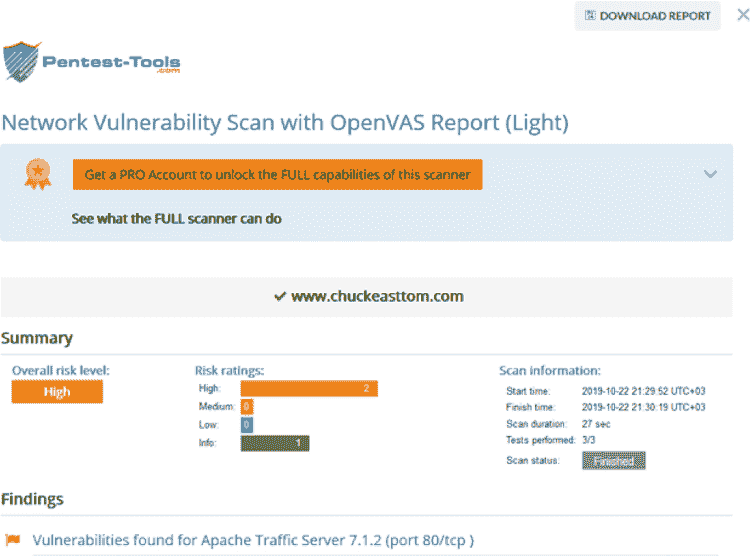 DOWNLOAD REPORT
Pentest-Tools
.com
Network Vulnerability Scan with OpenVAS Report (Light)
Get a PRO Account to unlock the FULL capabilities of this scanner
See what the FULL scanner can do
www.chuckeasttom.com
Summary
Overall risk level:
High
Risk ratings:
High: 2
Medium: 0
Low: 0
Info: 1
Scan information:
Start time: 2019-10-22 21:29:52 UTC+03
Finish time: 2019-10-22 21:30:19 UTC+03
Scan duration: 27 sec
Tests performed: 3/3
Scan status: Finished
Findings
Vulnerabilities found for Apache Traffic Server 7.1.2 (port 80/tcp )